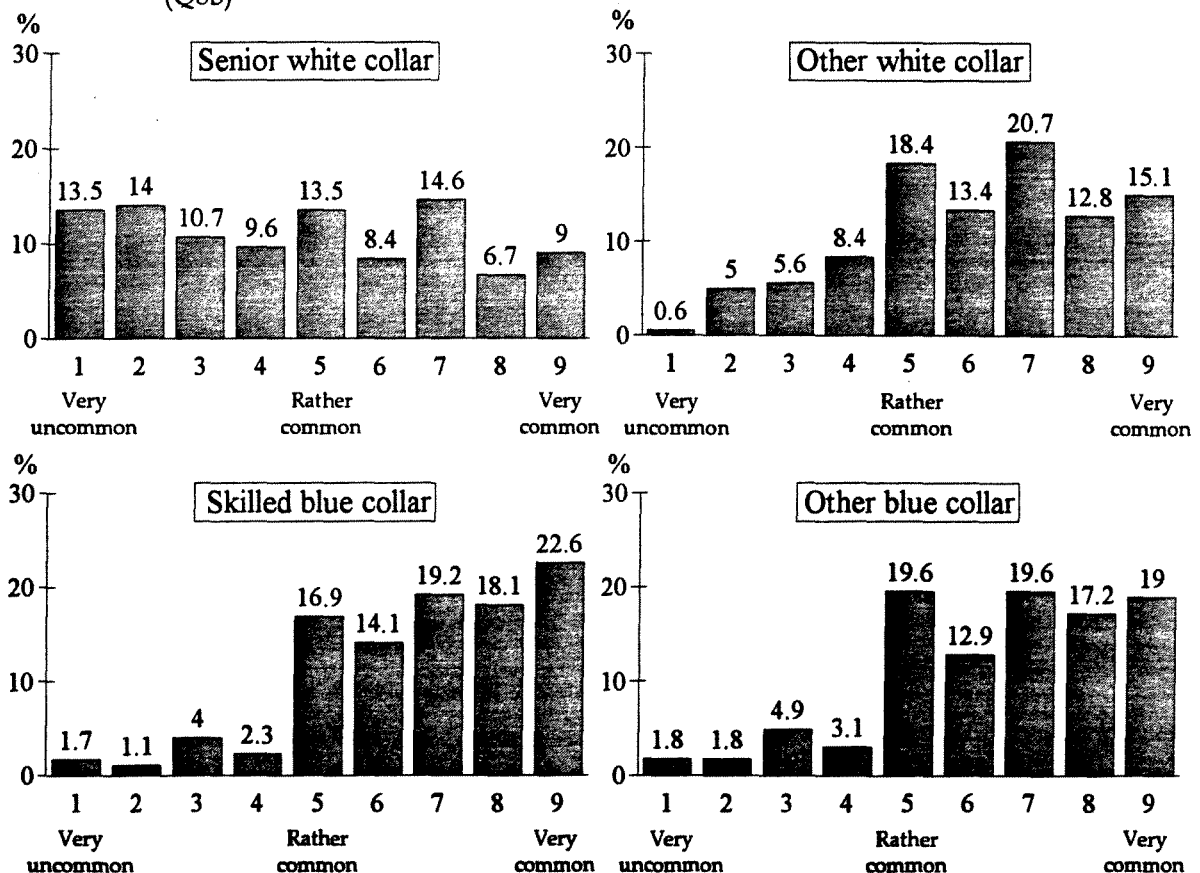 (Q8b)
%
30
20
10
0
Senior white collar
13.5 14 10.7 9.6 13.5 8.4 14.6 6.7 9
1 2 3 4 5 6 7 8 9
Very uncommon
Rather common
Very common
%
30
20
10
0
Other white collar
0.6 5 5.6 8.4 18.4 13.4 20.7 12.8 15.1
1 2 3 4 5 6 7 8 9
Very uncommon
Rather common
Very common
%
30
20
10
0
Skilled blue collar
1.7 1.1 4 2.3 16.9 14.1 19.2 18.1 22.6
1 2 3 4 5 6 7 8 9
Very uncommon
Rather common
Very common
%
30
20
10
0
Other blue collar
1.8 1.8 4.9 3.1 19.6 12.9 19.6 17.2 19
1 2 3 4 5 6 7 8 9
Very uncommon
Rather common
Very common